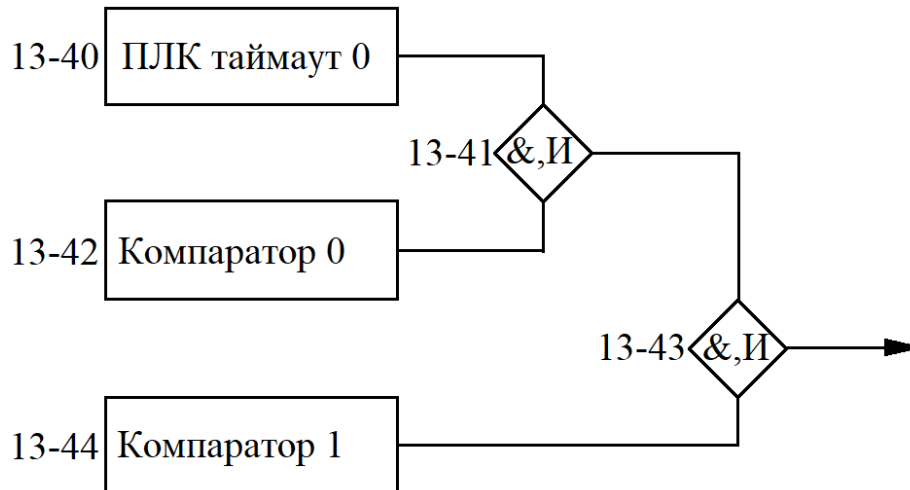 13-40 ПЛК таймаут 0
13-41 &,И
13-42 Компаратор 0
13-43 &,И
13-44 Компаратор 1